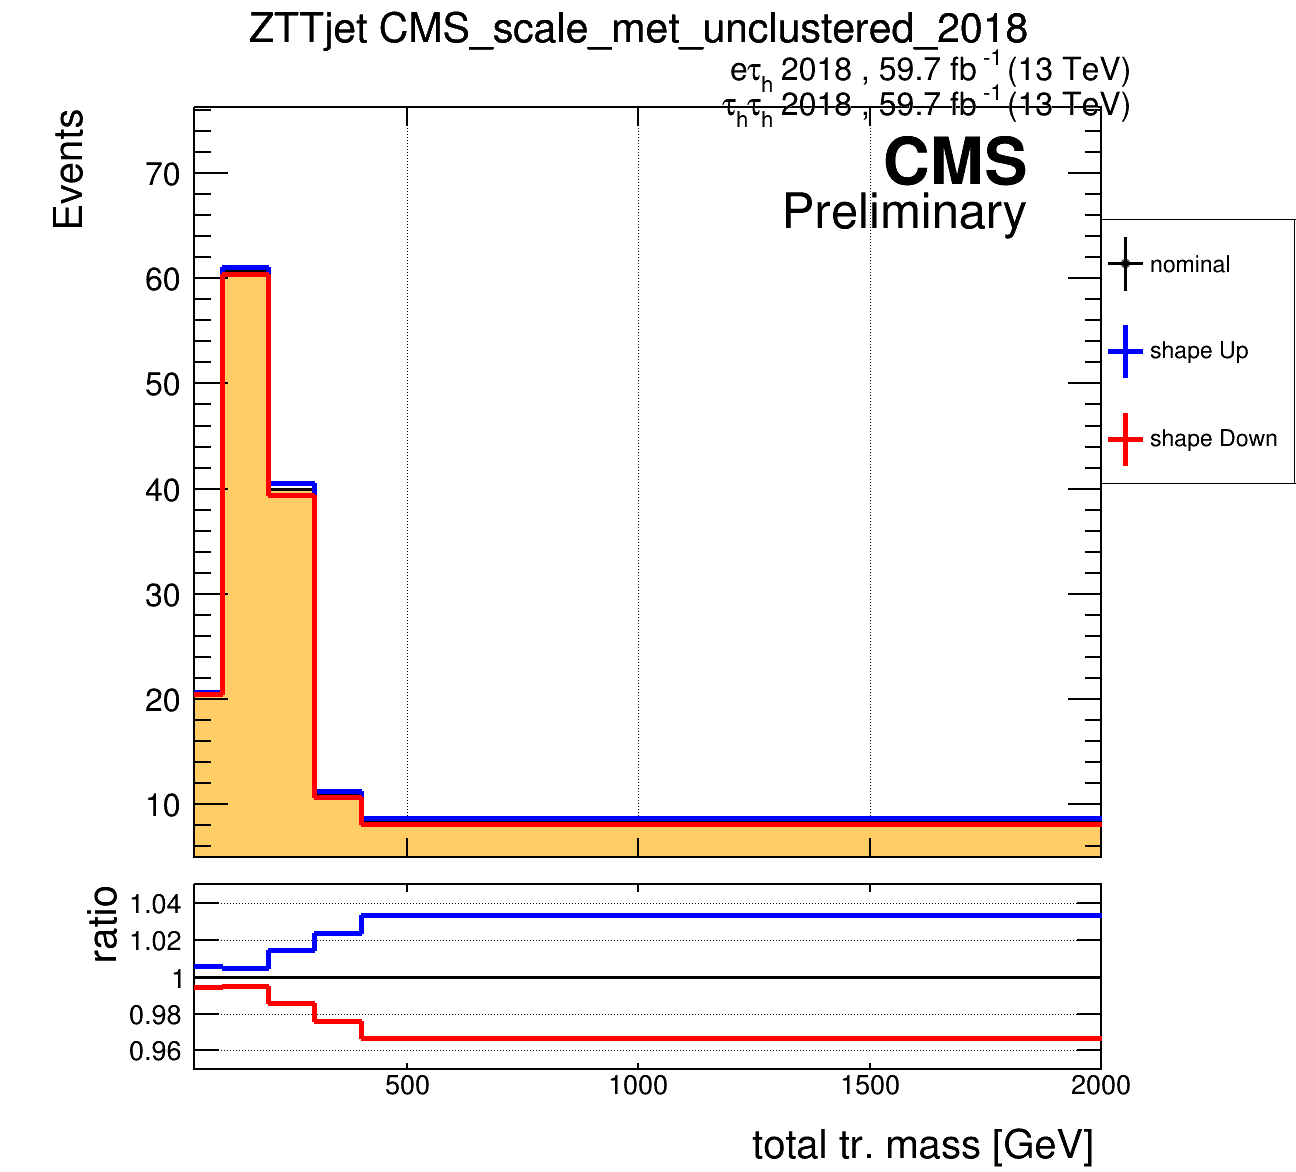 ZTTjet CMS_scale_met_unclustered_2018
eτh 2018 , 59.7 fb-1 (13 TeV)
τhτh 2018 , 59.7 fb-1 (13 TeV)
CMS
Preliminary
Events
70
60
50
40
30
20
10
nominal
shape Up
shape Down
ratio
1.04
1.02
1
0.98
0.96
500 1000 1500 2000
total tr. mass [GeV]